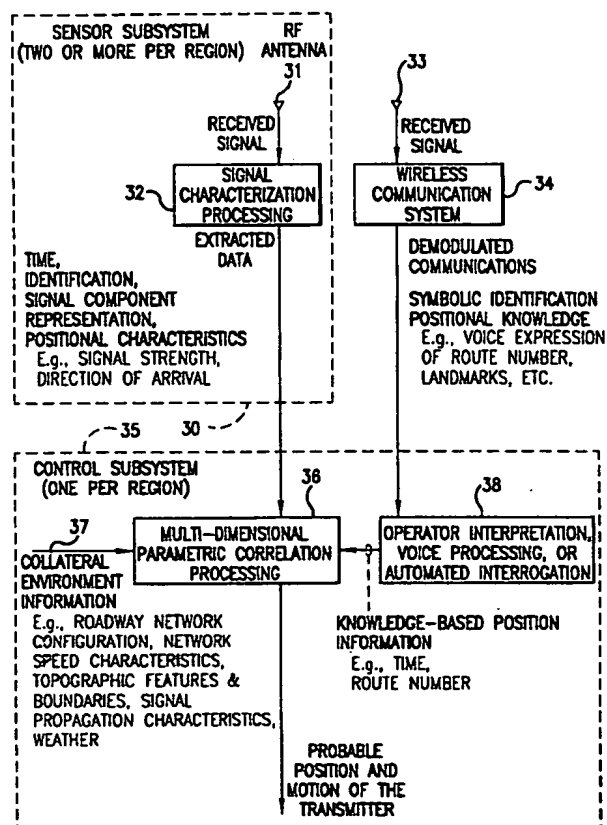 SENSOR SUBSYSTEM
(TWO OR MORE PER REGION)
RF
ANTENNA
31
33
RECEIVED
SIGNAL
RECEIVED
SIGNAL
32
SIGNAL
CHARACTERIZATION
PROCESSING
WIRELESS
COMMUNICATION
SYSTEM
34
EXTRACTED
DATA
DEMODULATED
COMMUNICATIONS
TIME,
IDENTIFICATION,
SIGNAL COMPONENT
REPRESENTATION,
POSITIONAL CHARACTERISTICS
E.g., SIGNAL STRENGTH,
DIRECTION OF ARRIVAL
SYMBOLIC IDENTIFICATION
POSITIONAL KNOWLEDGE
E.g., VOICE EXPRESSION
OF ROUTE NUMBER,
LANDMARKS, ETC.
35
30
CONTROL SUBSYSTEM
(ONE PER REGION)
36
38
37
MULTI-DIMENSIONAL
PARAMETRIC CORRELATION
PROCESSING
OPERATOR INTERPRETATION,
VOICE PROCESSING, OR
AUTOMATED INTERROGATION
COLLATERAL
ENVIRONMENT
INFORMATION
E.g., ROADWAY NETWORK
CONFIGURATION, NETWORK
SPEED CHARACTERISTICS,
TOPOGRAPHIC FEATURES &
BOUNDARIES, SIGNAL
PROPAGATION CHARACTERISTICS,
WEATHER
KNOWLEDGE-BASED POSITION
INFORMATION
E.g., TIME,
ROUTE NUMBER
PROBABLE
POSITION AND
MOTION OF THE
TRANSMITTER